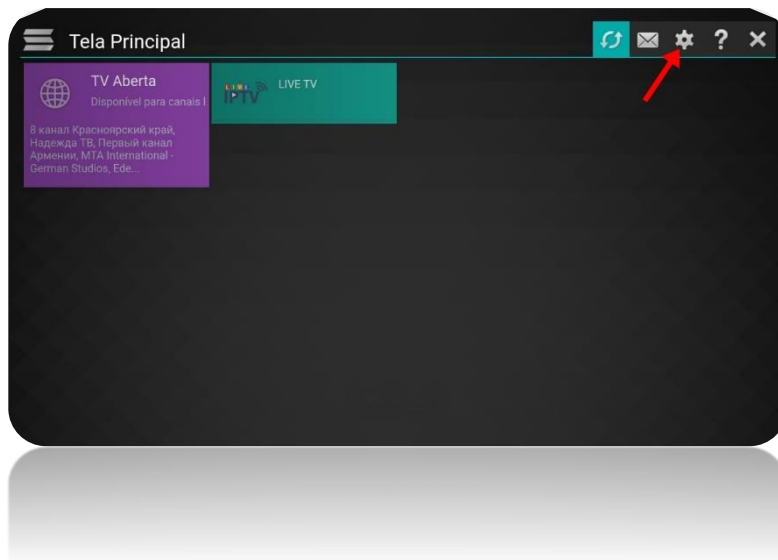 Tela Principal
?
TV Aberta
Disponível para canais I
8 канал Красноярский край,
Надежда ТВ, Первый канал
Армении, MTA International -
German Studios, Ede...
LIVE
IPTV
LIVE TV